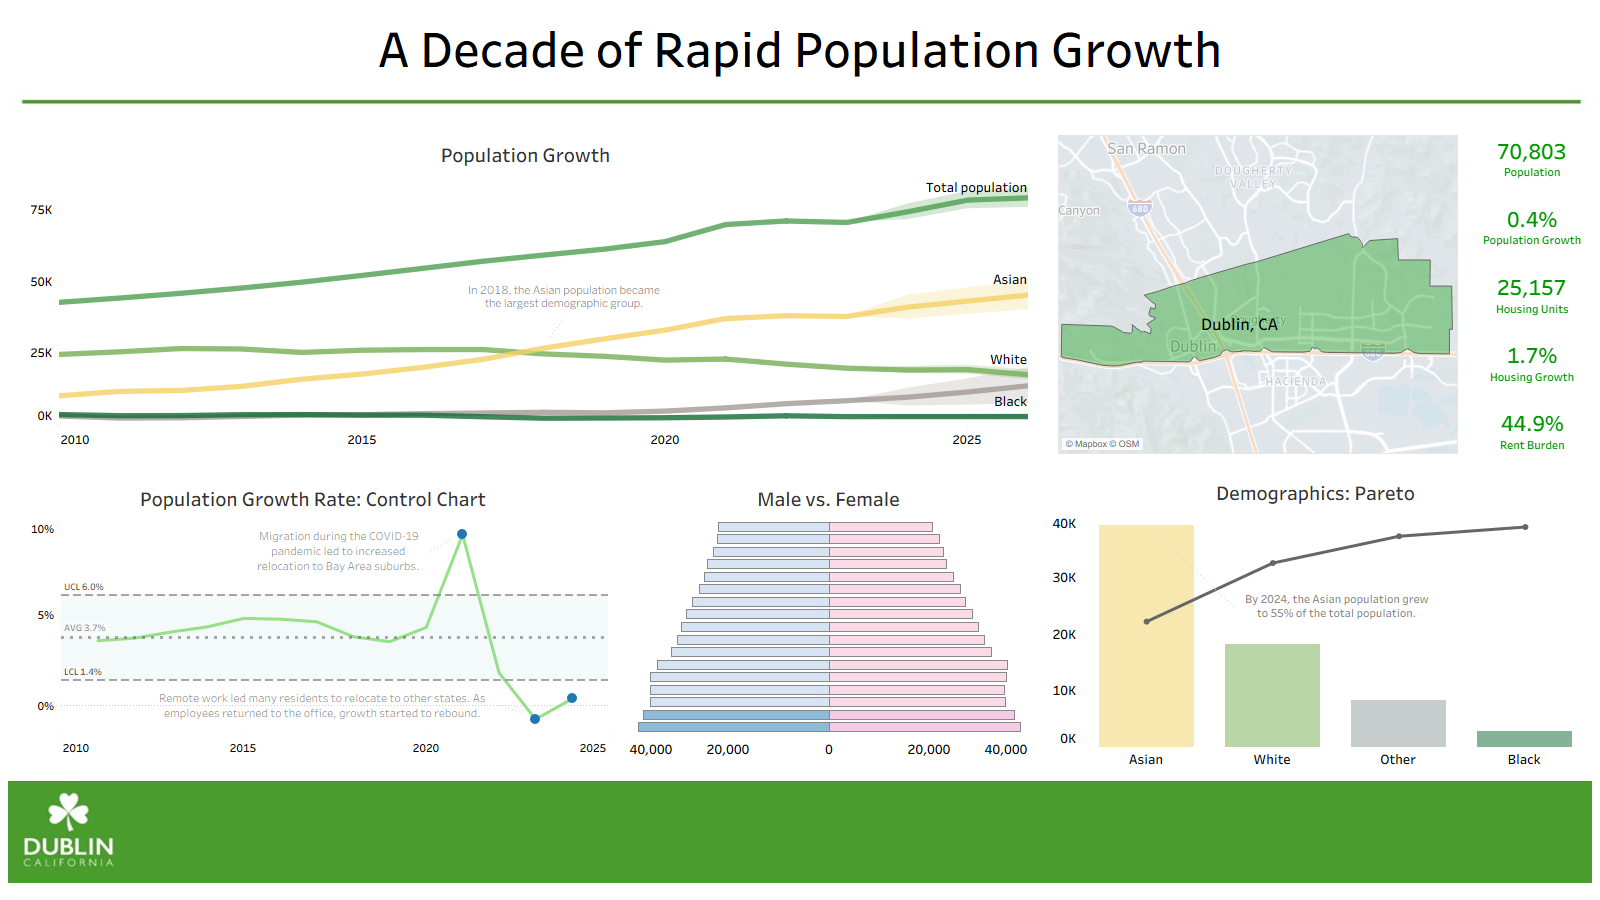 A Decade of Rapid Population Growth
Population Growth
Total population
75K
Asian
50K
In 2018, the Asian population became
the largest demographic group.
25K
White
Black
0K
2010
2015
2020
2025
San Ramon
DOUGHERTY
VALLEY
Canyon
680
Dougherty
Dublin, CA
Dublin
HACIENDA
© Mapbox © OSM
70,803
Population
0.4%
Population Growth
25,157
Housing Units
1.7%
Housing Growth
44.9%
Rent Burden
Population Growth Rate: Control Chart
10%
Migration during the COVID-19
pandemic led to increased
relocation to Bay Area suburbs.
UCL 6.0%
5%
AVG 3.7%
LCL 1.4%
Remote work led many residents to relocate to other states. As
employees returned to the office, growth started to rebound.
0%
2010
2015
2020
2025
Male vs. Female
40,000
20,000
0
20,000
40,000
Demographics: Pareto
40K
30K
By 2024, the Asian population grew
to 55% of the total population.
20K
10K
0K
Asian
White
Other
Black
DUBLIN
CALIFORNIA